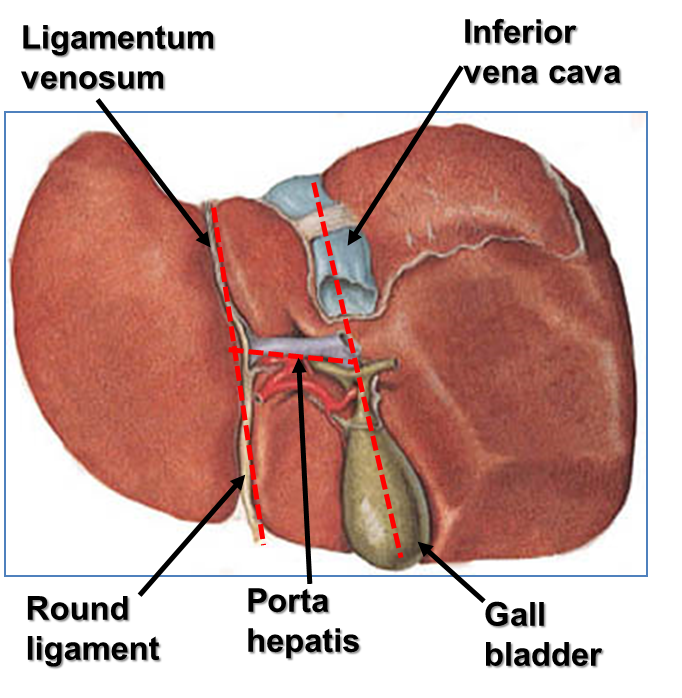 Ligamentum
venosum
Inferior
vena cava
Round
ligament
Porta
hepatis
Gall
bladder